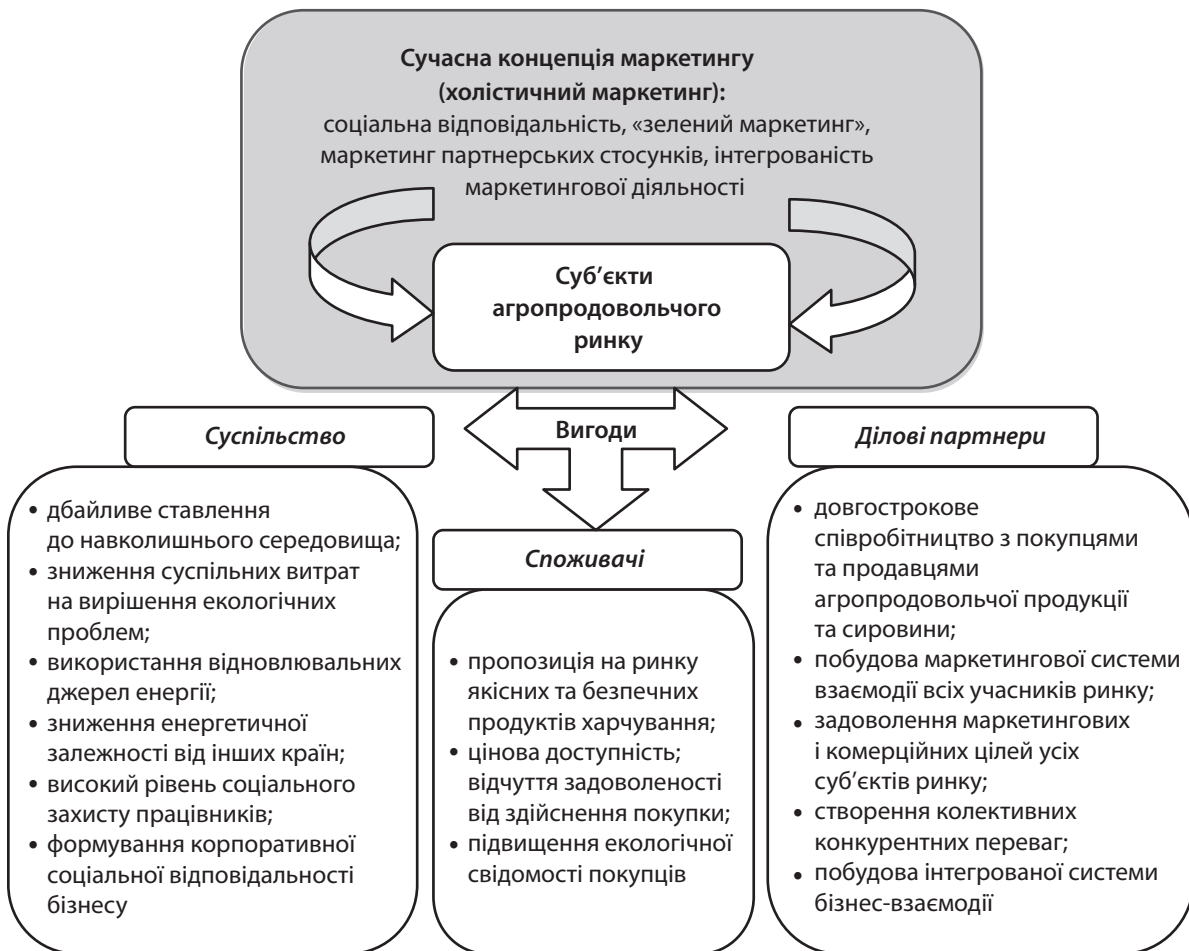 Сучасна концепція маркетингу
(холістичний маркетинг):
соціальна відповідальність, «зелений маркетинг»,
маркетинг партнерських стосунків, інтегрованість
маркетингової діяльності
Суб’єкти
агропродовольчого
ринку
Вигоди
Суспільство
• дбайливе ставлення
до навколишнього середовища;
• зниження суспільних витрат
на вирішення екологічних
проблем;
• використання відновлювальних
джерел енергії;
• зниження енергетичної
залежності від інших країн;
• високий рівень соціального
захисту працівників;
• формування корпоративної
соціальної відповідальності
бізнесу
Споживачі
• пропозиція на ринку
якісних та безпечних
продуктів харчування;
• цінова доступність;
відчуття задоволеності
від здійснення покупки;
• підвищення екологічної
свідомості покупців
Ділові партнери
• довгострокове
співробітництво з покупцями
та продавцями
агропродовольчої продукції
та сировини;
• побудова маркетингової системи
взаємодії всіх учасників ринку;
• задоволення маркетингових
і комерційних цілей усіх
суб’єктів ринку;
• створення колективних
конкурентних переваг;
• побудова інтегрованої системи
бізнес-взаємодії